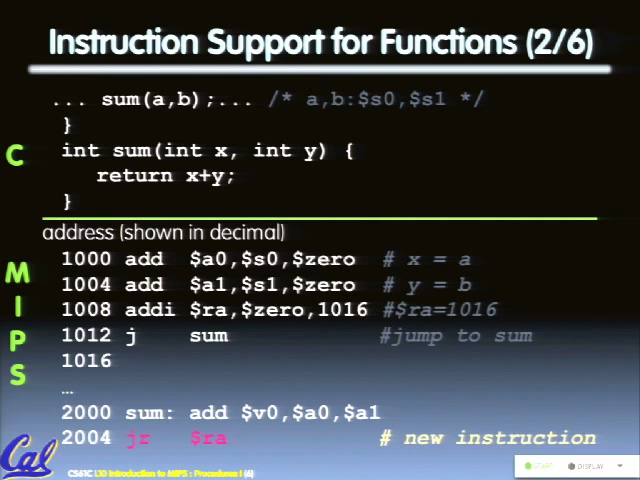 Instruction Support for Functions (2/6)
... sum(a,b);... /* a,b:$s0,$s1 */
}
C
int sum(int x, int y) {
return x+y;
}
address (shown in decimal)
MIPS
1000 add $a0,$s0,$zero # x = a
1004 add $a1,$s1,$zero # y = b
1008 addi $ra,$zero,1016 #$ra=1016
1012 j sum #jump to sum
1016
…
2000 sum: add $v0,$a0,$a1
2004 jr $ra # new instruction
Cal
CS61C L10 Introduction to MIPS : Procedures I (6)
START DISPLAY